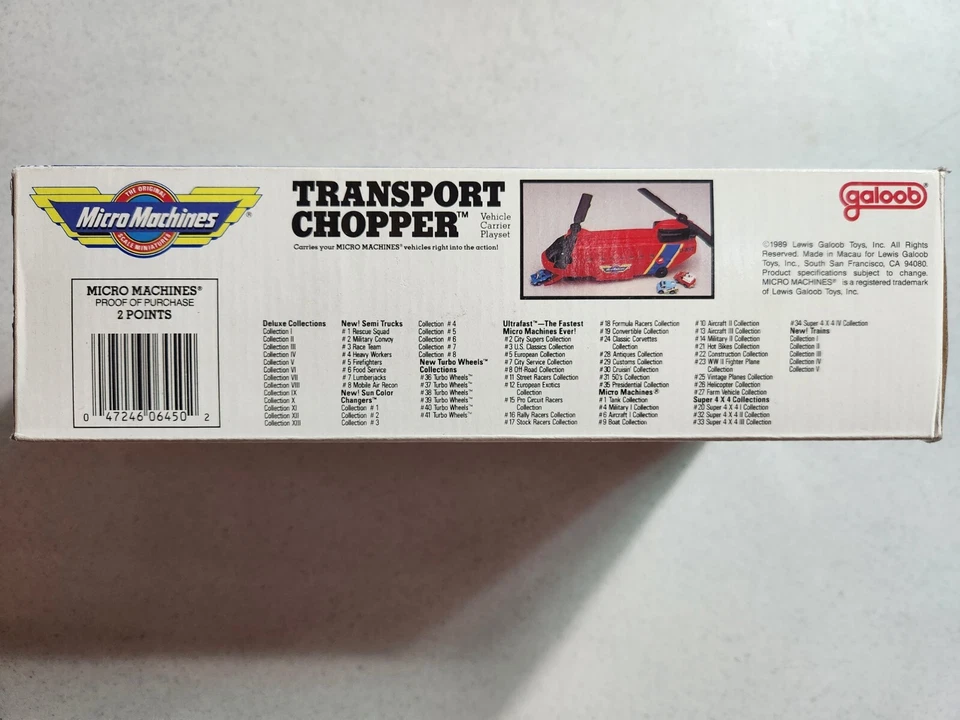 THE ORIGINAL
Micro Machines®
SCALE MINIATURES
TRANSPORT
CHOPPER™
Vehicle
Carrier
Playset
Carries your MICRO MACHINES® vehicles right into the action!
galoob®
©1989 Lewis Galoob Toys, Inc. All Rights
Reserved. Made in Macau for Lewis Galoob
Toys, Inc., South San Francisco, CA 94080.
Product specifications subject to change.
MICRO MACHINES® is a registered trademark
of Lewis Galoob Toys, Inc.
MICRO MACHINES®
PROOF OF PURCHASE
2 POINTS
0 47246 06450 2
Deluxe Collections
Collection I
Collection II
Collection III
Collection IV
Collection V
Collection VI
Collection VII
Collection VIII
Collection IX
Collection X
Collection XI
Collection XII
Collection XIII
New! Semi Trucks
# 1 Rescue Squad
# 2 Military Convoy
# 3 Race Team
# 4 Heavy Workers
# 5 Firefighters
# 6 Food Service
# 7 Lumberjacks
# 8 Mobile Air Recon
New! Sun Color
Changers™
Collection # 1
Collection # 2
Collection # 3
Collection # 4
Collection # 5
Collection # 6
Collection # 7
Collection # 8
New Turbo Wheels™
Collections
#36 Turbo Wheels™
#37 Turbo Wheels™
#38 Turbo Wheels™
#39 Turbo Wheels™
#40 Turbo Wheels™
#41 Turbo Wheels™
Ultrafast™—The Fastest
Micro Machines Ever!
# 2 City Supers Collection
# 3 U.S. Classics Collection
# 5 European Collection
# 7 City Service Collection
# 8 Off-Road Collection
#11 Street Racers Collection
#12 European Exotics
Collection
#15 Pro Circuit Racers
Collection
#16 Rally Racers Collection
#17 Stock Racers Collection
#18 Formula Racers Collection
#19 Convertible Collection
#24 Classic Corvettes
Collection
#28 Antiques Collection
#29 Customs Collection
#30 Cruisin' Collection
#31 50's Collection
#35 Presidential Collection
Micro Machines®
# 1 Tank Collection
# 4 Military I Collection
# 6 Aircraft I Collection
# 9 Boat Collection
#10 Aircraft II Collection
#13 Aircraft III Collection
#14 Military II Collection
#21 Hot Bikes Collection
#22 Construction Collection
#23 WW II Fighter Plane
Collection
#25 Vintage Planes Collection
#26 Helicopter Collection
#27 Farm Vehicle Collection
Super 4 X 4 Collections
#20 Super 4 X 4 I Collection
#32 Super 4 X 4 II Collection
#33 Super 4 X 4 III Collection
#34 Super 4 X 4 IV Collection
New! Trains
Collection I
Collection II
Collection III
Collection IV
Collection V